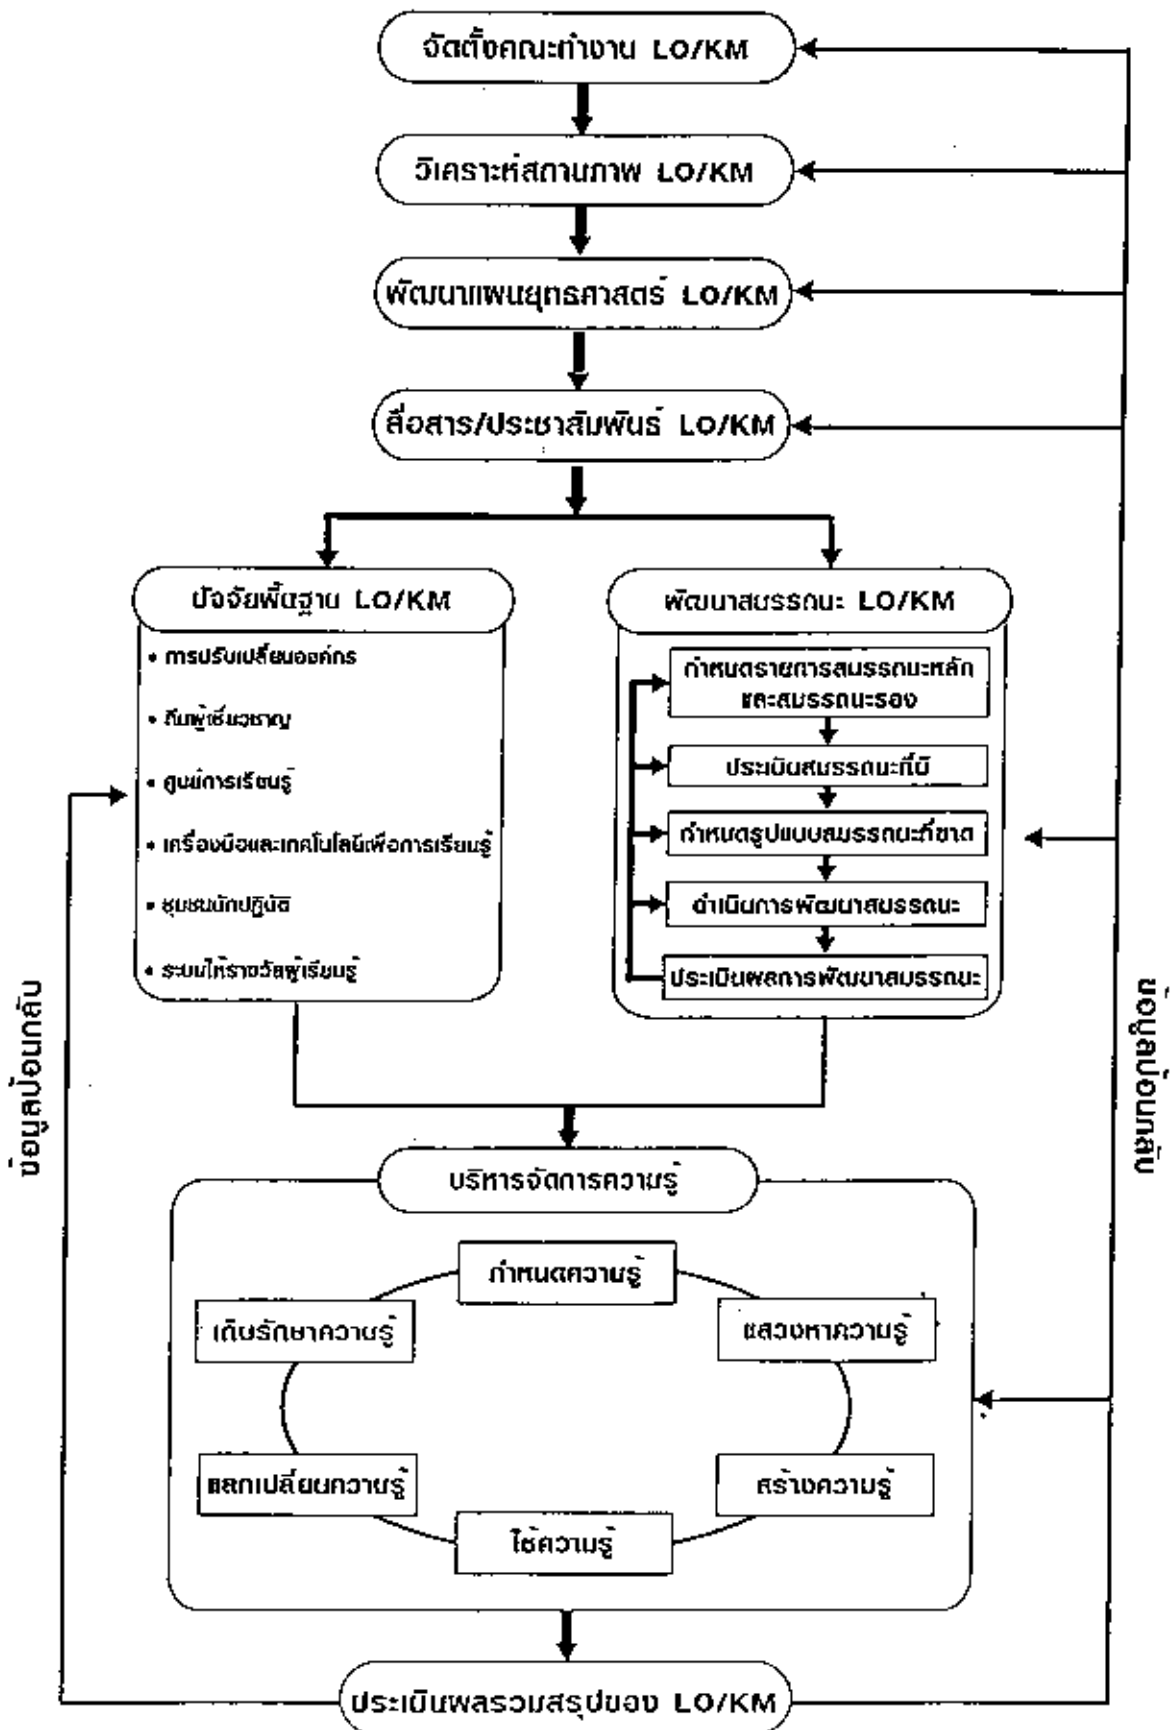 จัดตั้งคณะทำงาน LO/KM
วิเคราะห์สถานภาพ LO/KM
พัฒนาแผนยุทธศาสตร์ LO/KM
สื่อสาร/ประชาสัมพันธ์ LO/KM
ปัจจัยพื้นฐาน LO/KM
• การปรับเปลี่ยนองค์กร
• ทีมผู้เชี่ยวชาญ
• ศูนย์การเรียนรู้
• เครื่องมือและเทคโนโลยีเพื่อการเรียนรู้
• ชุมชนนักปฏิบัติ
• ระบบให้รางวัลผู้เรียนรู้
พัฒนาสมรรถนะ LO/KM
กำหนดรายการสมรรถนะหลัก
และสมรรถนะรอง
ประเมินสมรรถนะที่มี
กำหนดรูปแบบสมรรถนะที่ขาด
ดำเนินการพัฒนาสมรรถนะ
ประเมินผลการพัฒนาสมรรถนะ
ข้อมูลป้อนกลับ
ข้อมูลป้อนกลับ
บริหารจัดการความรู้
กำหนดความรู้
แสวงหาความรู้
สร้างความรู้
ใช้ความรู้
แลกเปลี่ยนความรู้
เก็บรักษาความรู้
ประเมินผลรวมสรุปของ LO/KM